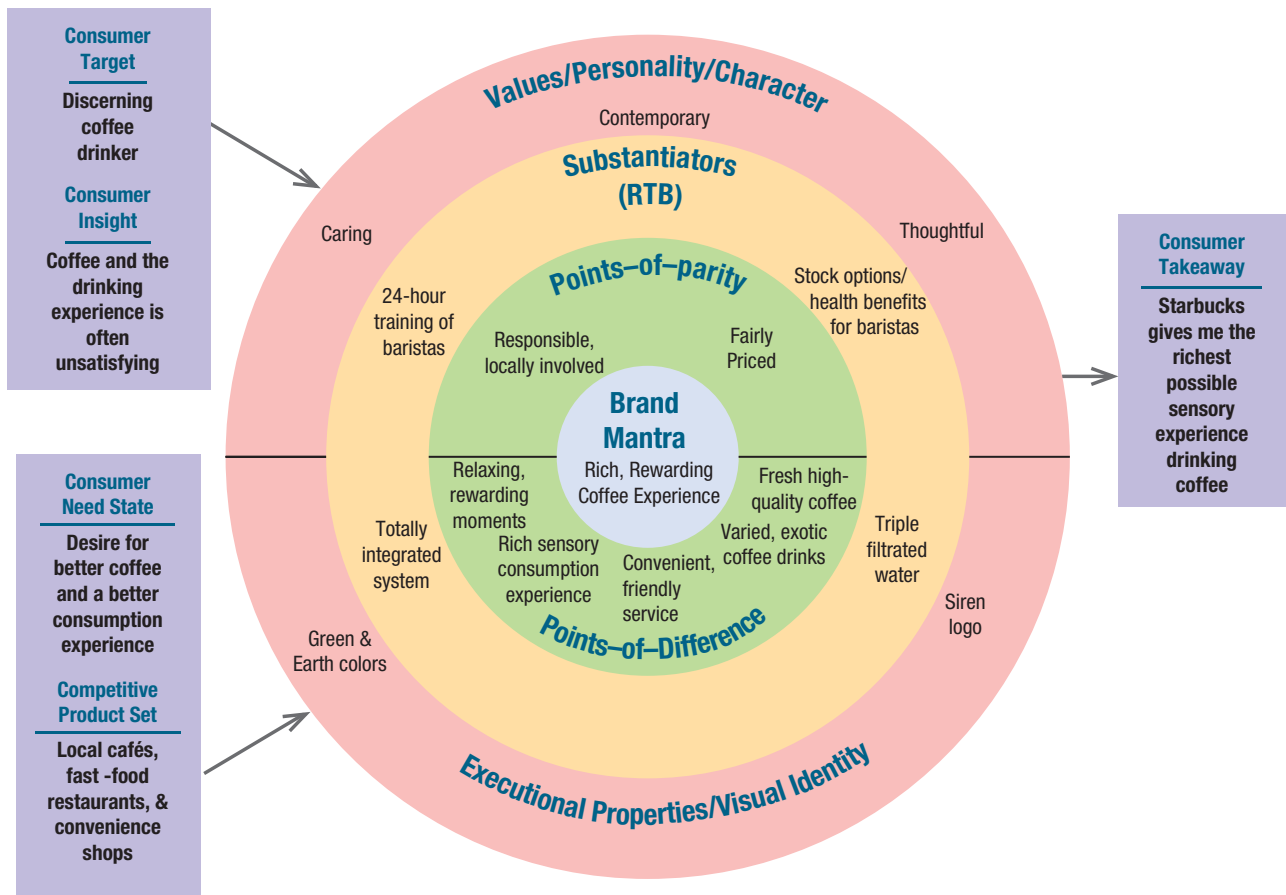 Consumer
Target
Discerning
coffee
drinker
Consumer
Insight
Coffee and the
drinking
experience is
often
unsatisfying
Consumer
Need State
Desire for
better coffee
and a better
consumption
experience
Competitive
Product Set
Local cafés,
fast -food
restaurants, &
convenience
shops
Values/Personality/Character
Contemporary
Caring
Thoughtful
Substantiators
(RTB)
24-hour
training of
baristas
Stock options/
health benefits
for baristas
Points–of–parity
Responsible,
locally involved
Fairly
Priced
Brand
Mantra
Rich, Rewarding
Coffee Experience
Relaxing,
rewarding
moments
Rich sensory
consumption
experience
Convenient,
friendly
service
Varied, exotic
coffee drinks
Fresh high-
quality coffee
Points–of–Difference
Totally
integrated
system
Triple
filtrated
water
Green &
Earth colors
Siren
logo
Executional Properties/Visual Identity
Consumer
Takeaway
Starbucks
gives me the
richest
possible
sensory
experience
drinking
coffee